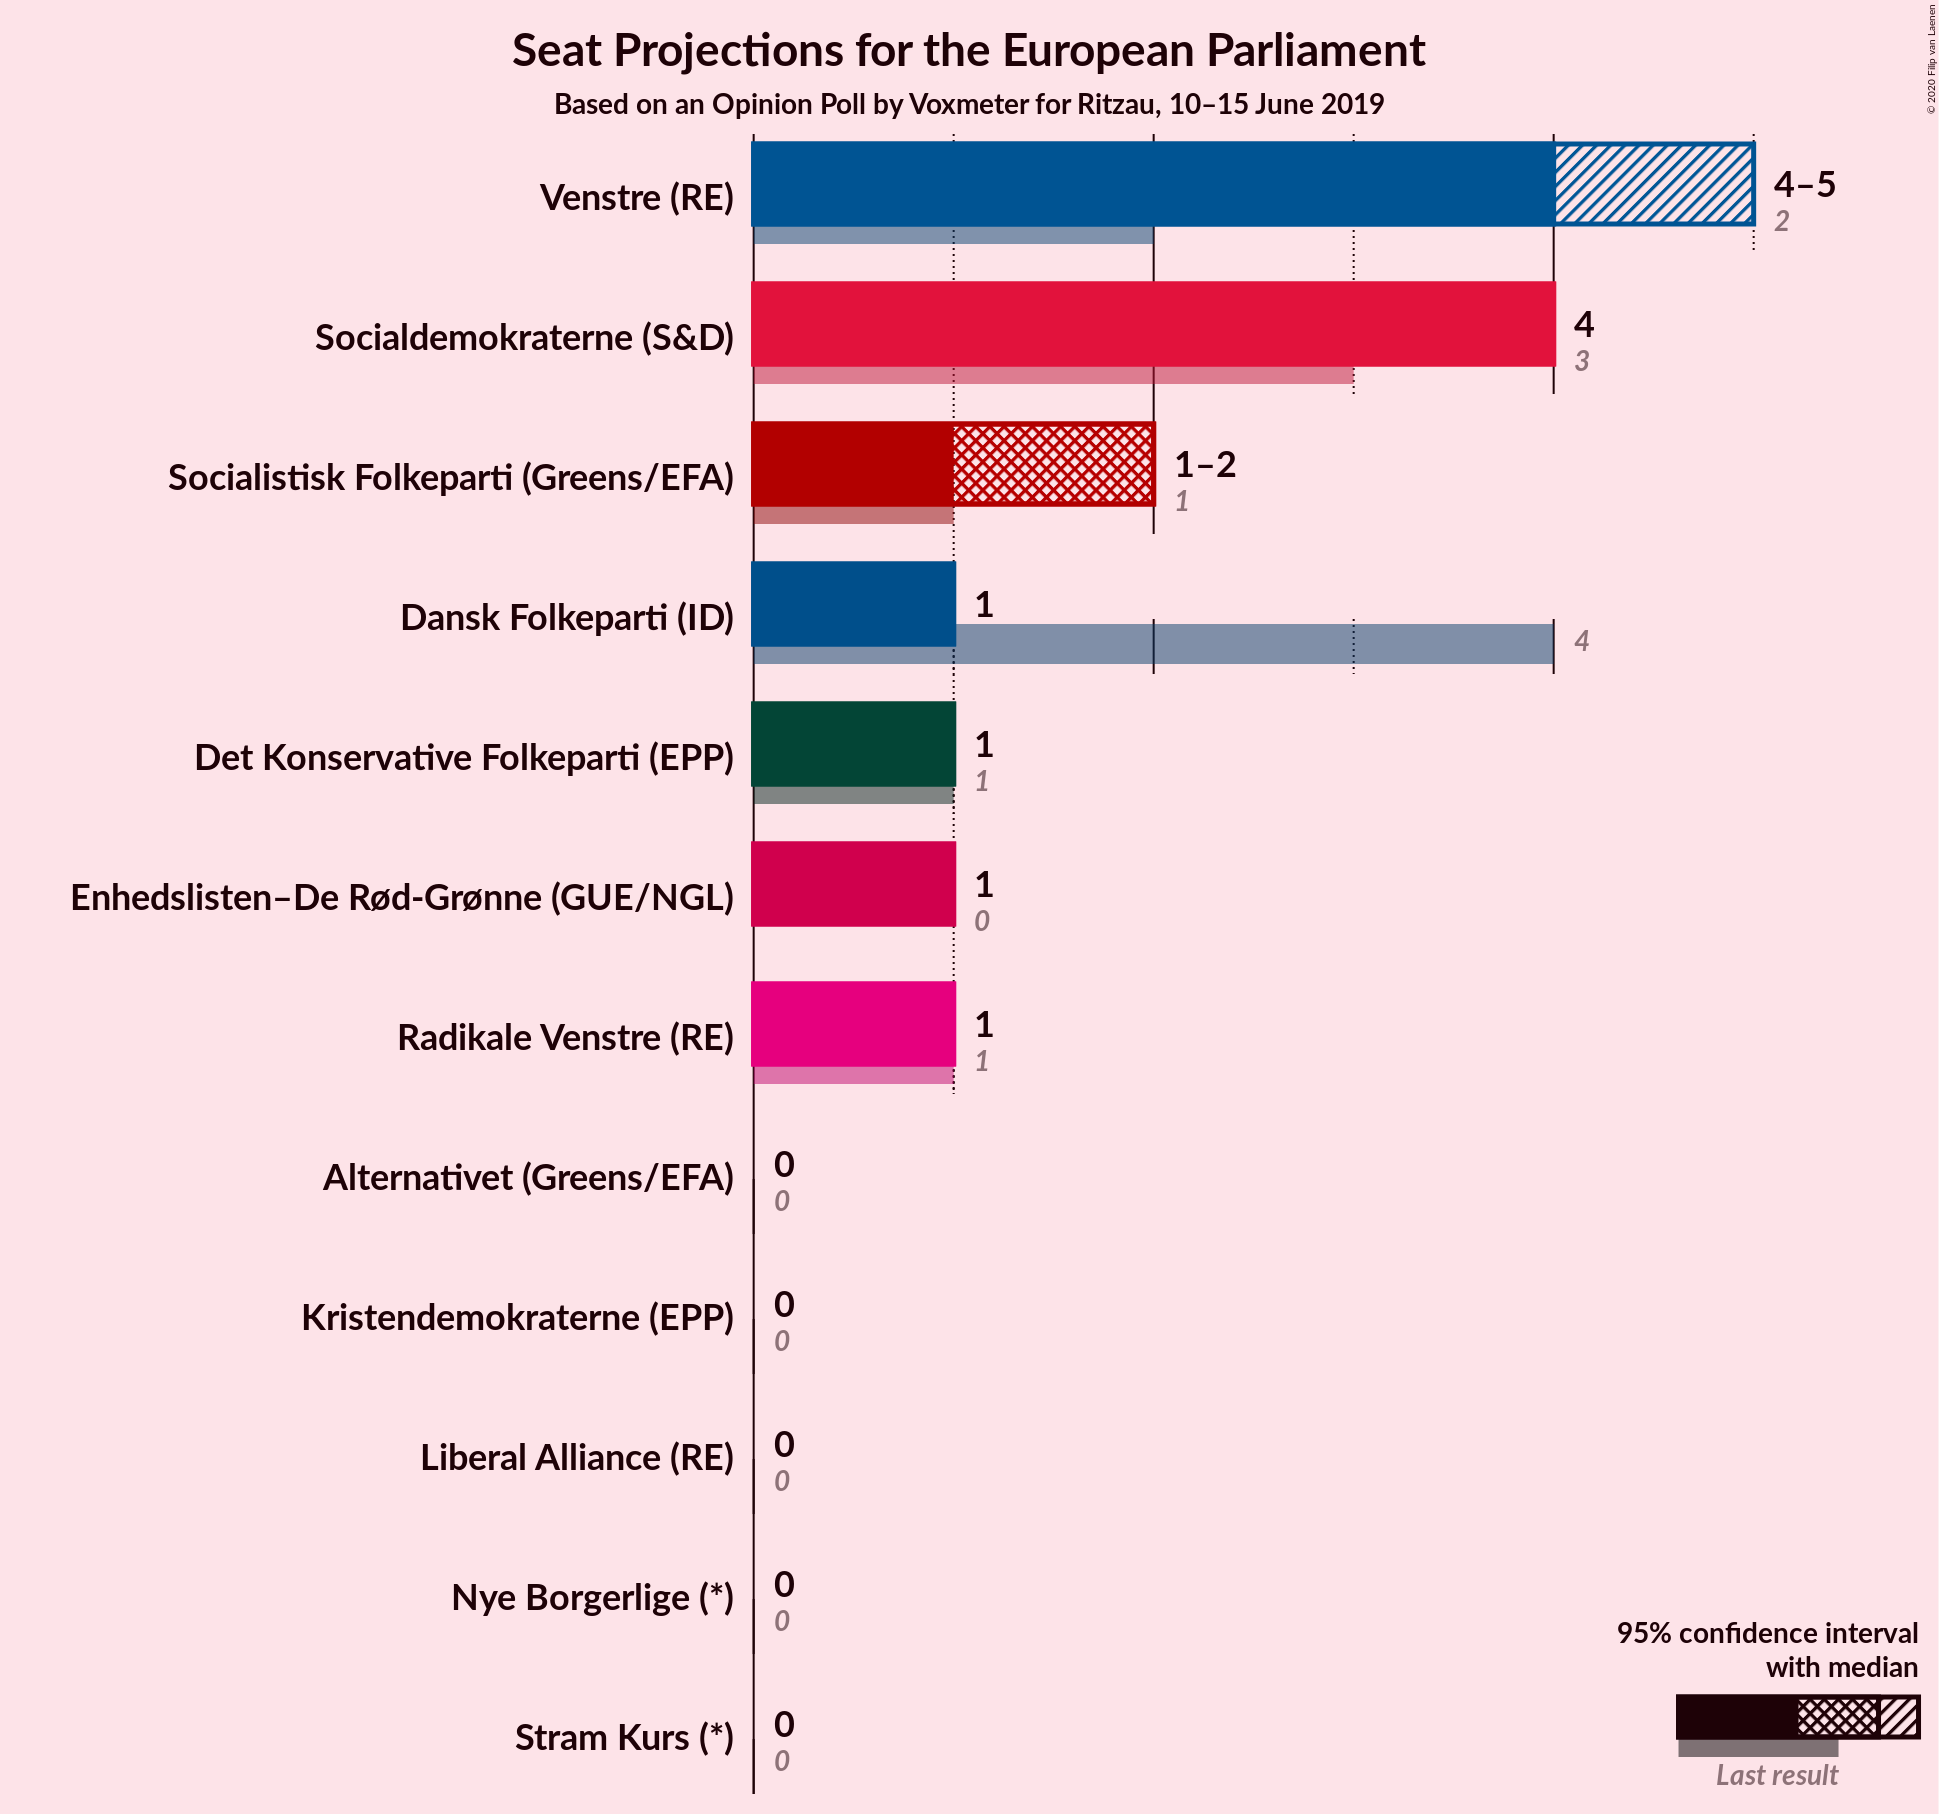 Seat Projections for the European Parliament
Based on an Opinion Poll by Voxmeter for Ritzau, 10–15 June 2019
© 2020 Filip van Laenen
Venstre (RE)
4–5
2
Socialdemokraterne (S&D)
4
3
Socialistisk Folkeparti (Greens/EFA)
1–2
1
Dansk Folkeparti (ID)
1
4
Det Konservative Folkeparti (EPP)
1
1
Enhedslisten–De Rød-Grønne (GUE/NGL)
1
0
Radikale Venstre (RE)
1
1
Alternativet (Greens/EFA)
0
0
Kristendemokraterne (EPP)
0
0
Liberal Alliance (RE)
0
0
Nye Borgerlige (*)
0
0
Stram Kurs (*)
0
0
95% confidence interval
with median
Last result